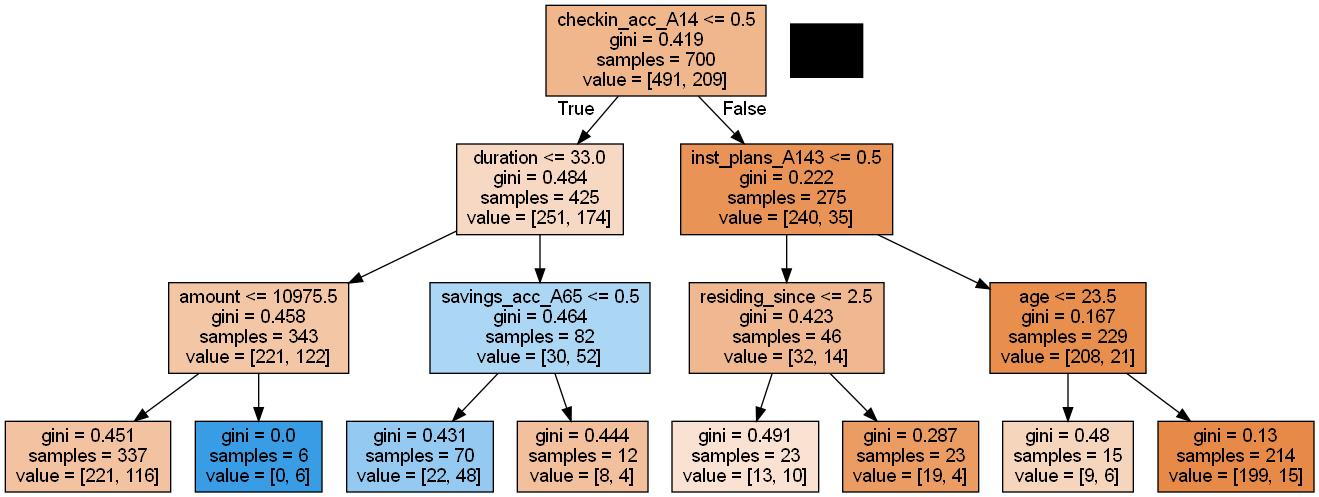 checkin_acc_A14 <= 0.5
gini = 0.419
samples = 700
value = [491, 209]
True
False
duration <= 33.0
gini = 0.484
samples = 425
value = [251, 174]
inst_plans_A143 <= 0.5
gini = 0.222
samples = 275
value = [240, 35]
amount <= 10975.5
gini = 0.458
samples = 343
value = [221, 122]
savings_acc_A65 <= 0.5
gini = 0.464
samples = 82
value = [30, 52]
residing_since <= 2.5
gini = 0.423
samples = 46
value = [32, 14]
age <= 23.5
gini = 0.167
samples = 229
value = [208, 21]
gini = 0.451
samples = 337
value = [221, 116]
gini = 0.0
samples = 6
value = [0, 6]
gini = 0.431
samples = 70
value = [22, 48]
gini = 0.444
samples = 12
value = [8, 4]
gini = 0.491
samples = 23
value = [13, 10]
gini = 0.287
samples = 23
value = [19, 4]
gini = 0.48
samples = 15
value = [9, 6]
gini = 0.13
samples = 214
value = [199, 15]